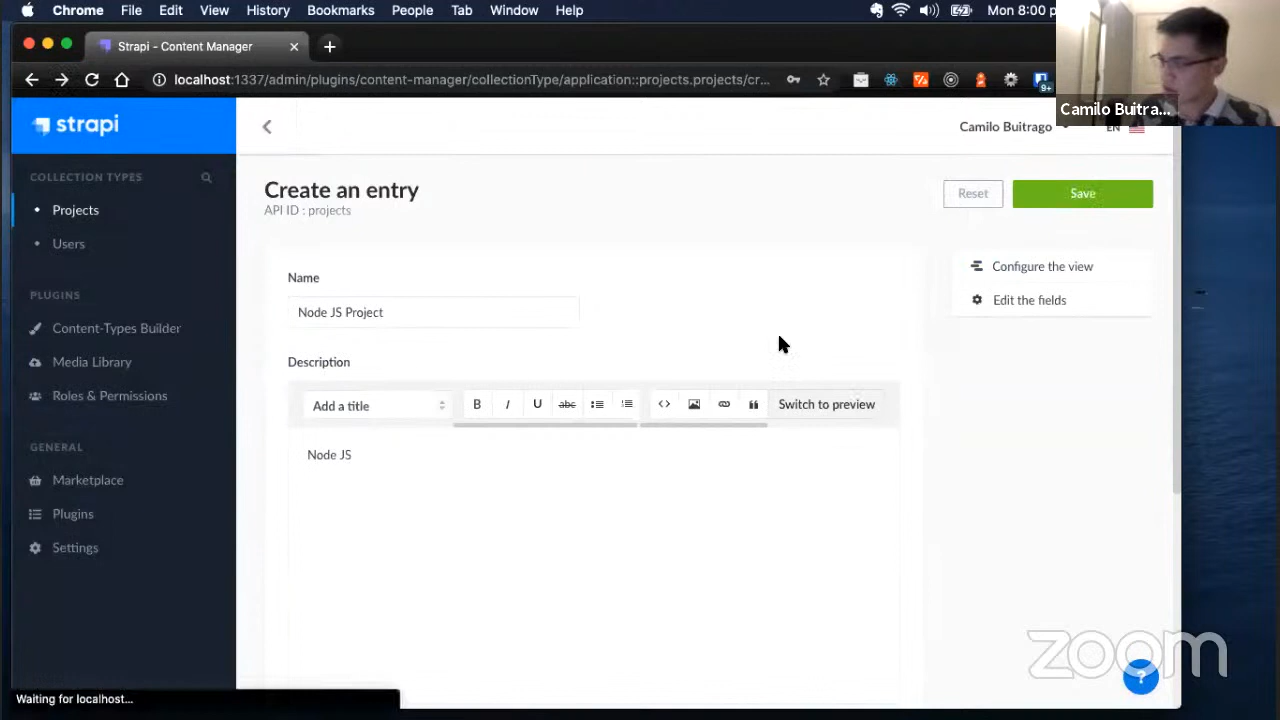 Chrome File Edit View History Bookmarks People Tab Window Help Mon 8:00 p
Strapi - Content Manager
localhost:1337/admin/plugins/content-manager/collectionType/application::projects.projects/cr...
9+
Camilo Buitra...
strapi
Camilo Buitrago
EN
COLLECTION TYPES
Projects
Users
PLUGINS
Content-Types Builder
Media Library
Roles & Permissions
GENERAL
Marketplace
Plugins
Settings
Create an entry
API ID : projects
Reset
Save
Configure the view
Edit the fields
Name
Node JS Project
Description
Add a title
B I U abc
Switch to preview
Node JS
zoom
?
Waiting for localhost...